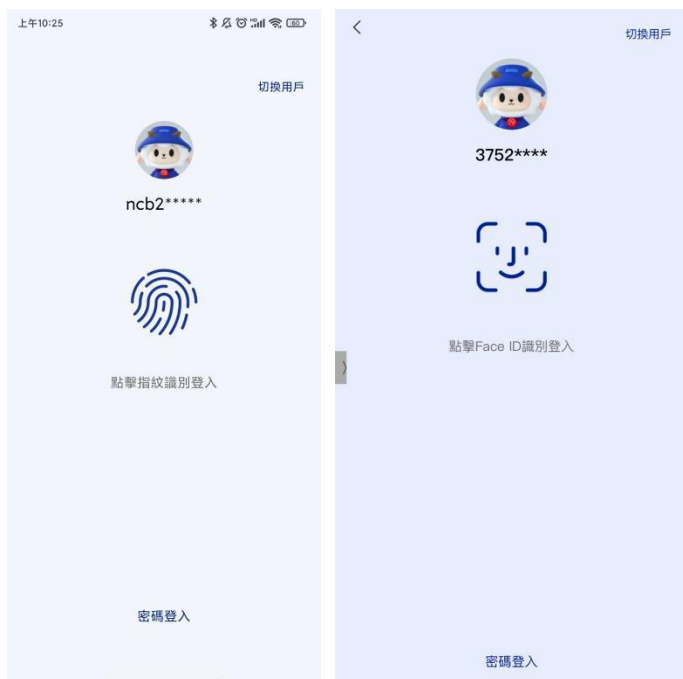 上午10:25
60
切換用戶
ncb2*****
點擊指紋識別登入
密碼登入
切換用戶
3752****
點擊Face ID識別登入
密碼登入